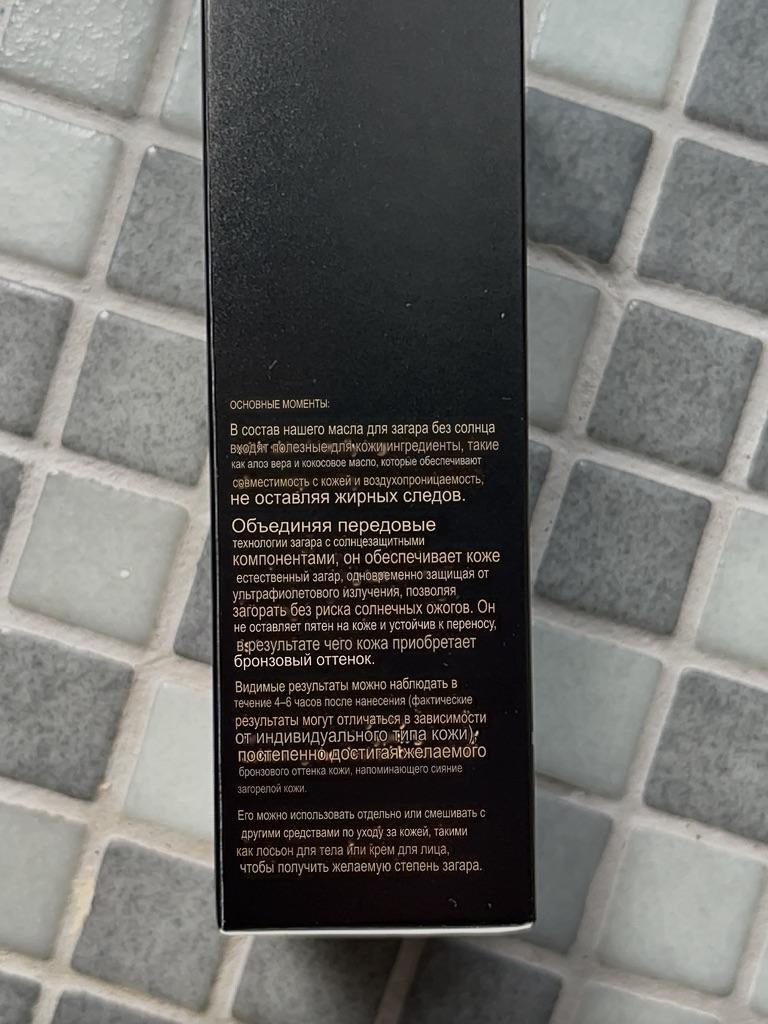 ОСНОВНЫЕ МОМЕНТЫ:
В состав нашего масла для загара без солнца
входят полезные для кожи ингредиенты, такие
как алоэ вера и кокосовое масло, которые обеспечивают
совместимость с кожей и воздухопроницаемость,
не оставляя жирных следов.
Объединяя передовые
технологии загара с солнцезащитными
компонентами, он обеспечивает коже
естественный загар, одновременно защищая от
ультрафиолетового излучения, позволяя
загорать без риска солнечных ожогов. Он
не оставляет пятен на коже и устойчив к переносу,
в результате чего кожа приобретает
бронзовый оттенок.
Видимые результаты можно наблюдать в
течение 4–6 часов после нанесения (фактические
результаты могут отличаться в зависимости
от индивидуального типа кожи),
постепенно достигая желаемого
бронзового оттенка кожи, напоминающего сияние
загорелой кожи.
Его можно использовать отдельно или смешивать с
другими средствами по уходу за кожей, такими
как лосьон для тела или крем для лица,
чтобы получить желаемую степень загара.